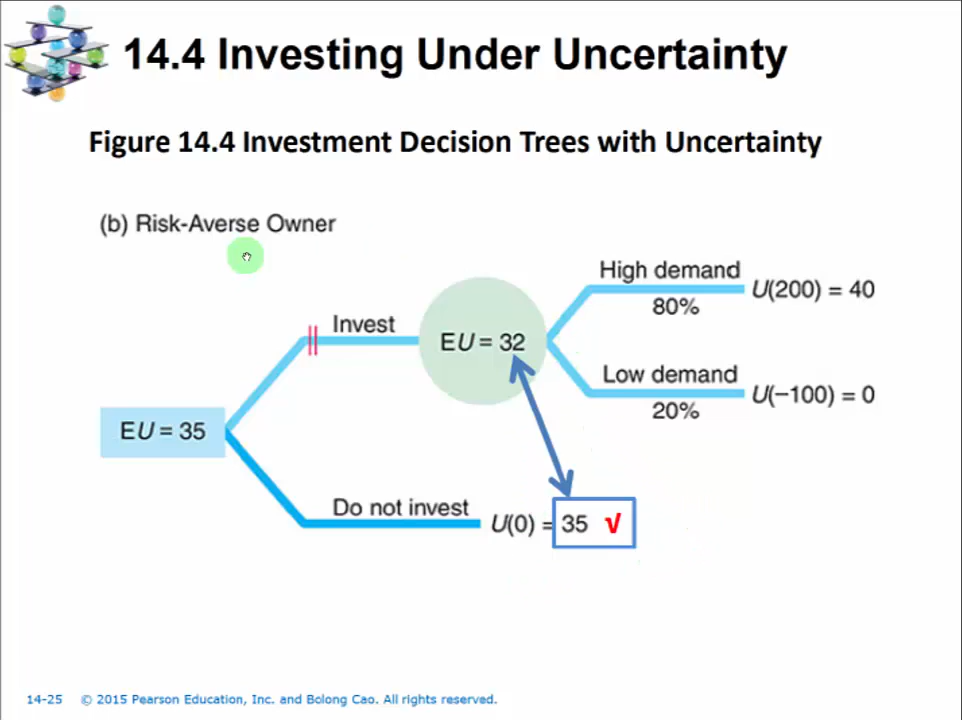 14.4 Investing Under Uncertainty
Figure 14.4 Investment Decision Trees with Uncertainty
(b) Risk-Averse Owner
High demand
80%
U(200) = 40
Invest
EU = 32
Low demand
20%
U(−100) = 0
EU = 35
Do not invest
U(0) = 35 √
14-25 © 2015 Pearson Education, Inc. and Bolong Cao. All rights reserved.